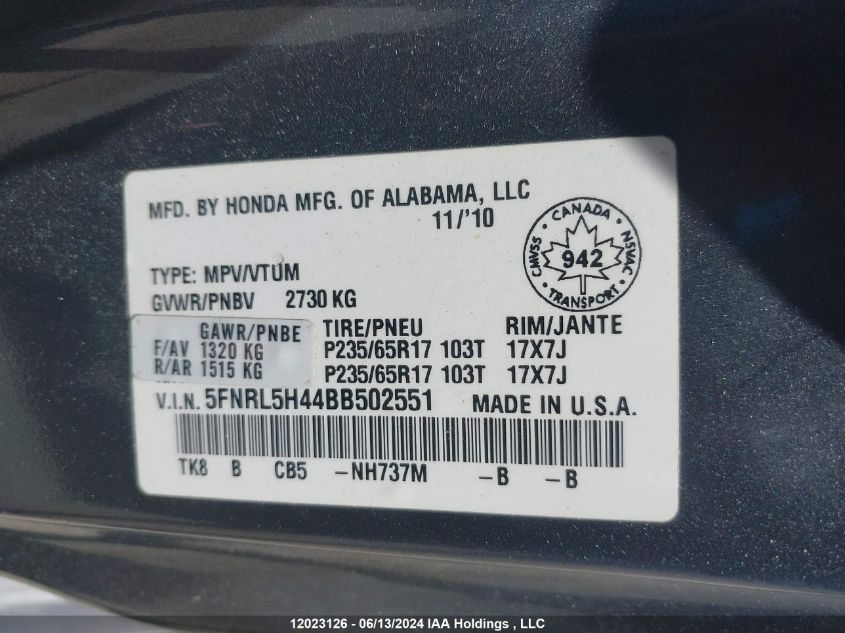 MFD. BY HONDA MFG. OF ALABAMA, LLC
11/'10
CANADA
CMVSS 942 NSVAC
TRANSPORT
TYPE: MPV/VTUM
GVWR/PNBV 2730 KG
GAWR/PNBE TIRE/PNEU RIM/JANTE
F/AV 1320 KG P235/65R17 103T 17X7J
R/AR 1515 KG P235/65R17 103T 17X7J
V.I.N. 5FNRL5H44BB502551 MADE IN U.S.A.
TK8 B CB5 -NH737M -B -B
12023126 - 06/13/2024 IAA Holdings , LLC